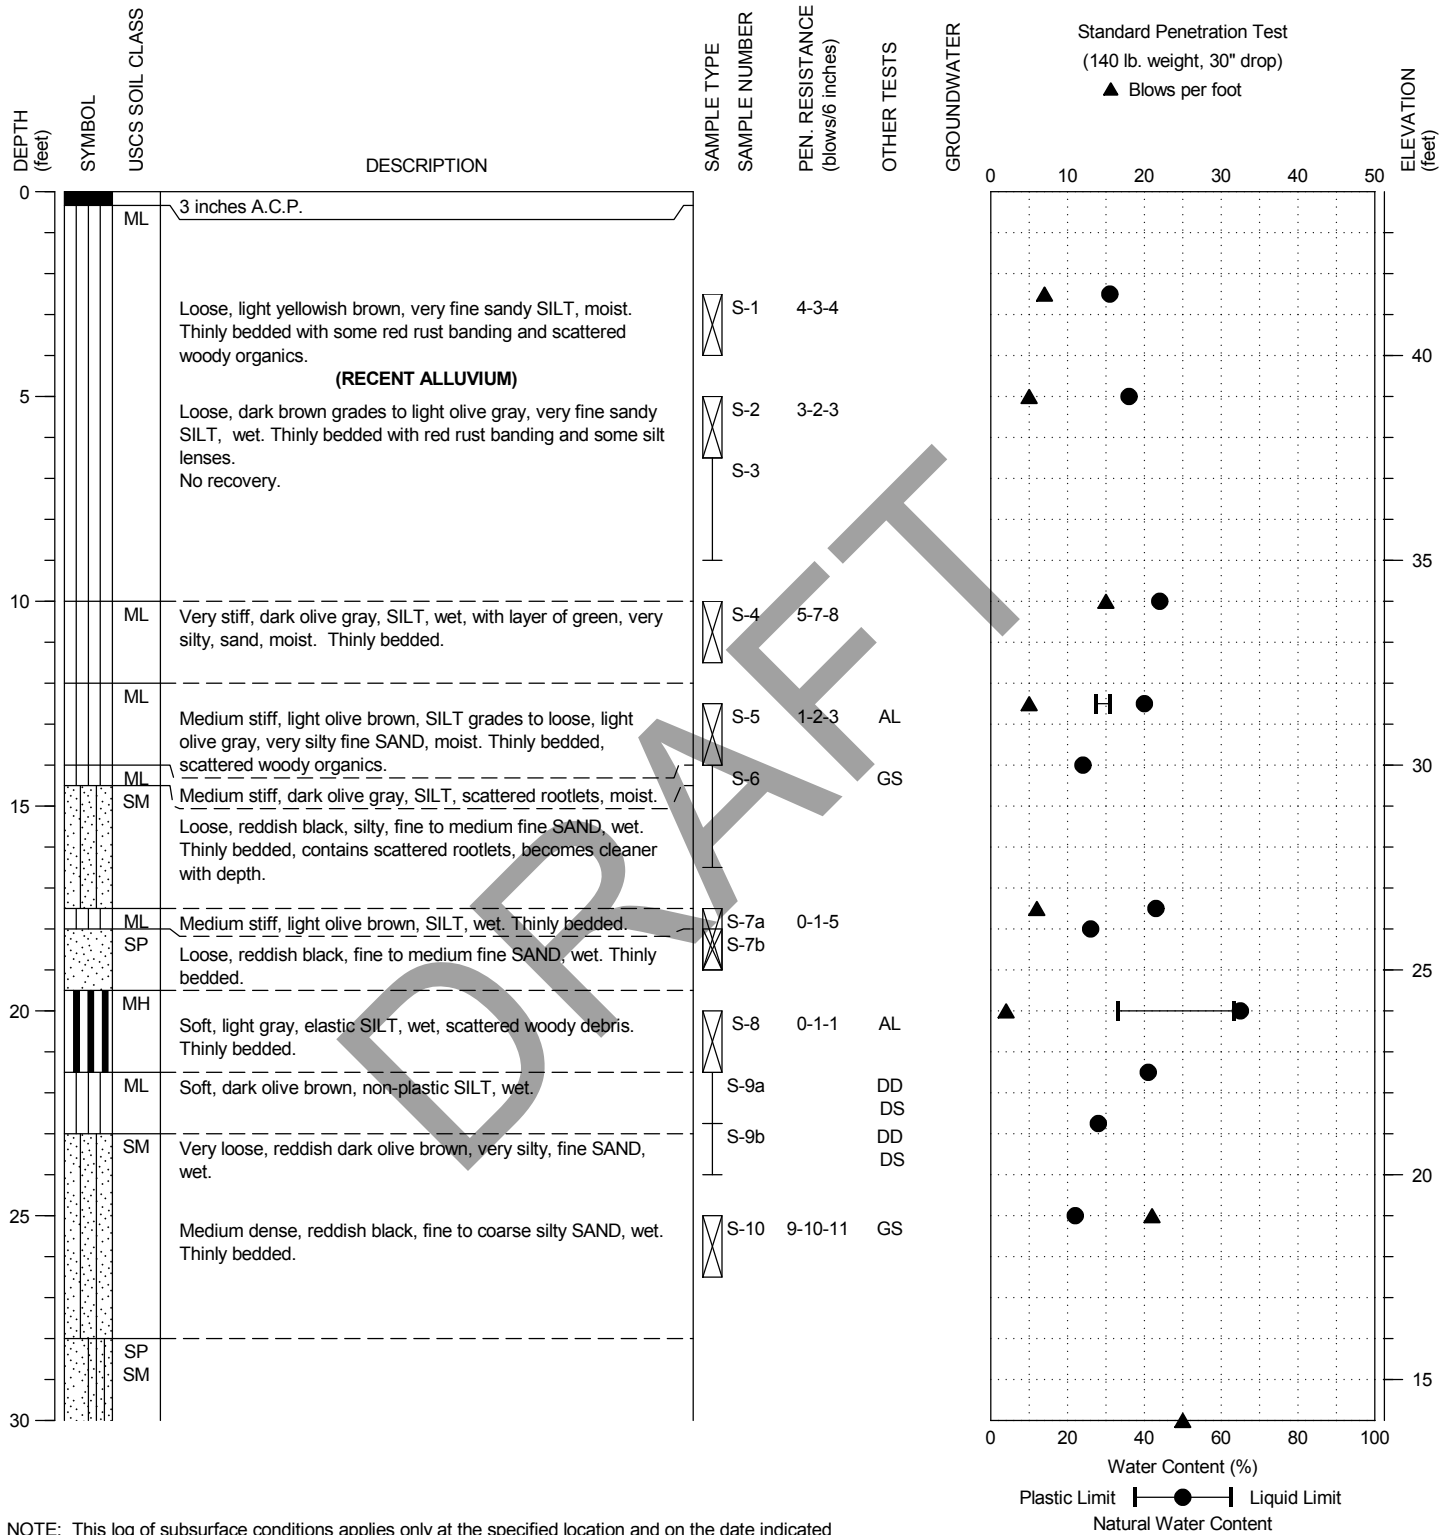 DEPTH
(feet)
SYMBOL
USCS SOIL CLASS
DESCRIPTION
SAMPLE TYPE
SAMPLE NUMBER
PEN. RESISTANCE
(blows/6 inches)
OTHER TESTS
GROUNDWATER
Standard Penetration Test
(140 lb. weight, 30" drop)
▲ Blows per foot
ELEVATION
(feet)
0 10 20 30 40 50
0
ML
3 inches A.C.P.
Loose, light yellowish brown, very fine sandy SILT, moist.
Thinly bedded with some red rust banding and scattered
woody organics.
S-1 4-3-4
40
(RECENT ALLUVIUM)
5
Loose, dark brown grades to light olive gray, very fine sandy
SILT, wet. Thinly bedded with red rust banding and some silt
lenses.
S-2 3-2-3
No recovery.
S-3
35
10
ML
Very stiff, dark olive gray, SILT, wet, with layer of green, very
silty, sand, moist. Thinly bedded.
S-4 5-7-8
ML
Medium stiff, light olive brown, SILT grades to loose, light
olive gray, very silty fine SAND, moist. Thinly bedded,
scattered woody organics.
S-5 1-2-3 AL
30
ML
Medium stiff, dark olive gray, SILT, scattered rootlets, moist.
S-6 GS
15
SM
Loose, reddish black, silty, fine to medium fine SAND, wet.
Thinly bedded, contains scattered rootlets, becomes cleaner
with depth.
ML
Medium stiff, light olive brown, SILT, wet. Thinly bedded.
S-7a 0-1-5
SP
Loose, reddish black, fine to medium fine SAND, wet. Thinly
bedded.
S-7b
25
20
MH
Soft, light gray, elastic SILT, wet, scattered woody debris.
Thinly bedded.
S-8 0-1-1 AL
ML
Soft, dark olive brown, non-plastic SILT, wet.
S-9a DD
DS
SM
Very loose, reddish dark olive brown, very silty, fine SAND,
wet.
S-9b DD
DS
20
25
Medium dense, reddish black, fine to coarse silty SAND, wet.
Thinly bedded.
S-10 9-10-11 GS
SP
SM
15
30
DRAFT
0 20 40 60 80 100
Water Content (%)
Plastic Limit Liquid Limit
Natural Water Content
NOTE: This log of subsurface conditions applies only at the specified location and on the date indicated